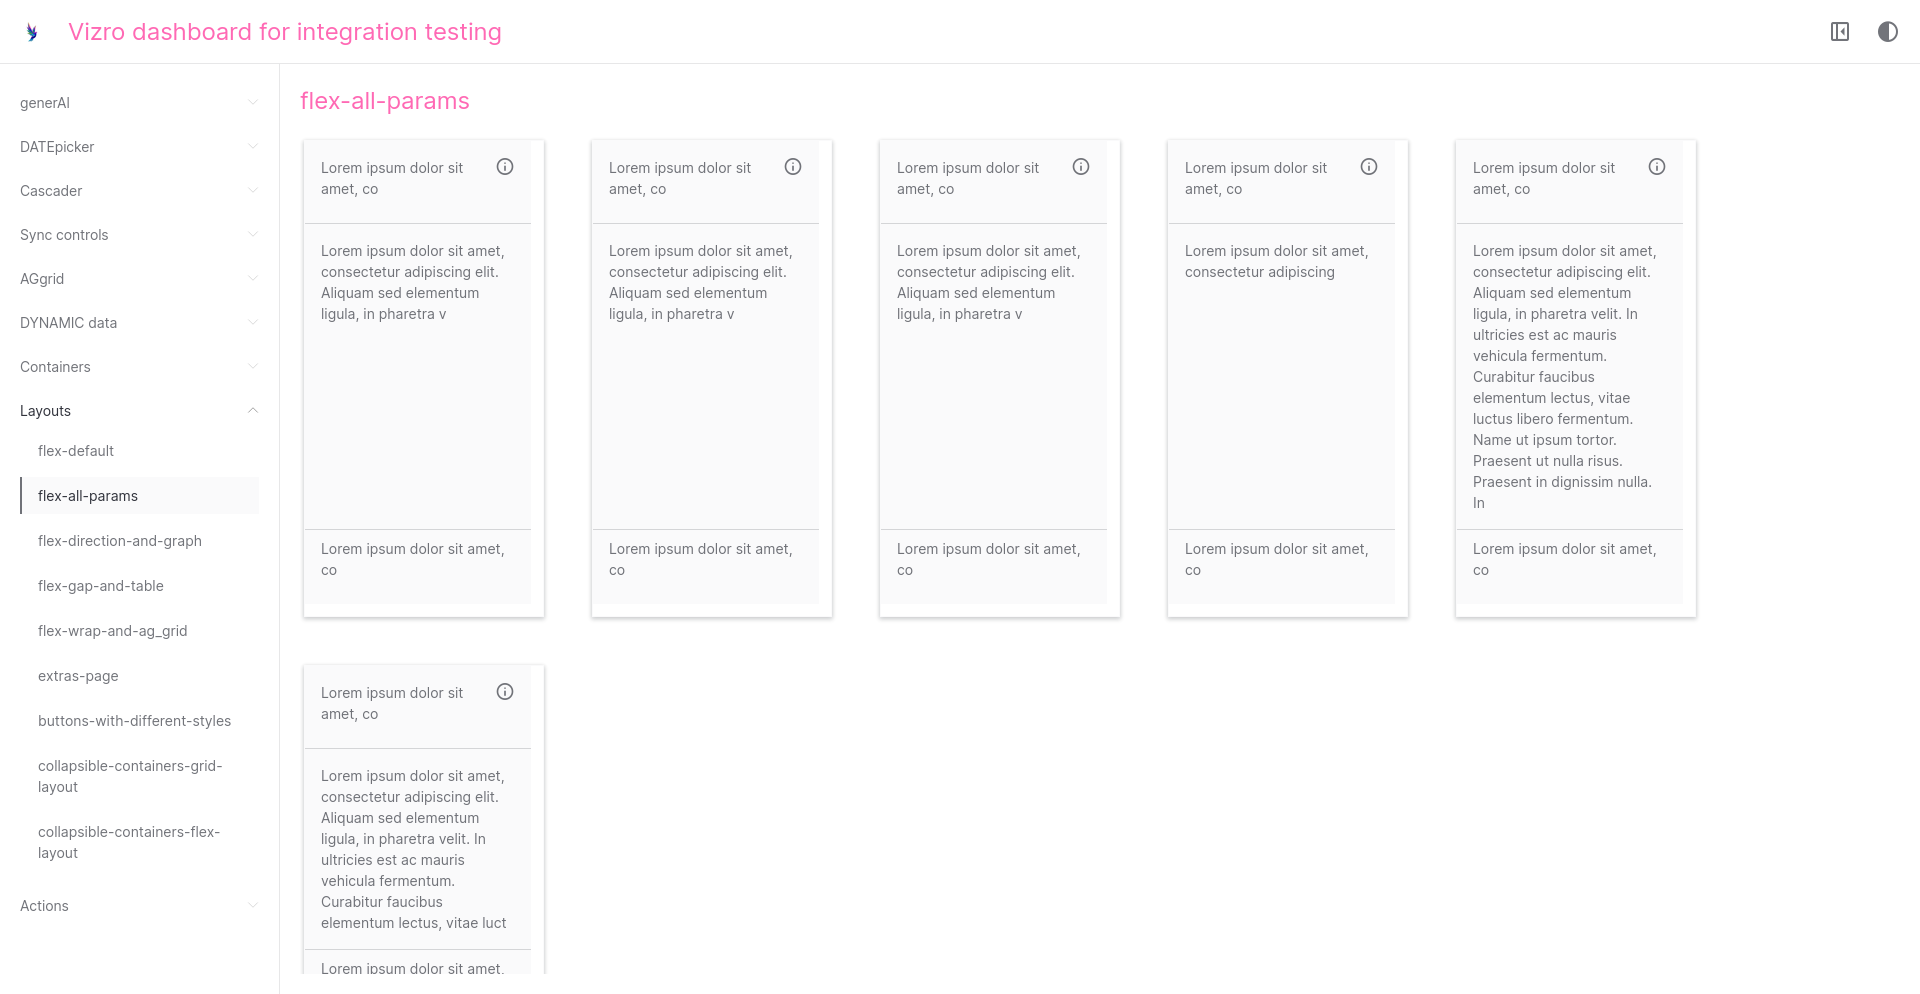 Vizro dashboard for integration testing
generAI
DATEpicker
Cascader
Sync controls
AGgrid
DYNAMIC data
Containers
Layouts
flex-default
flex-all-params
flex-direction-and-graph
flex-gap-and-table
flex-wrap-and-ag_grid
extras-page
buttons-with-different-styles
collapsible-containers-grid-
layout
collapsible-containers-flex-
layout
Actions
flex-all-params
Lorem ipsum dolor sit
amet, co
Lorem ipsum dolor sit amet,
consectetur adipiscing elit.
Aliquam sed elementum
ligula, in pharetra v
Lorem ipsum dolor sit amet,
co
Lorem ipsum dolor sit
amet, co
Lorem ipsum dolor sit amet,
consectetur adipiscing elit.
Aliquam sed elementum
ligula, in pharetra v
Lorem ipsum dolor sit amet,
co
Lorem ipsum dolor sit
amet, co
Lorem ipsum dolor sit amet,
consectetur adipiscing elit.
Aliquam sed elementum
ligula, in pharetra v
Lorem ipsum dolor sit amet,
co
Lorem ipsum dolor sit
amet, co
Lorem ipsum dolor sit amet,
consectetur adipiscing
Lorem ipsum dolor sit amet,
co
Lorem ipsum dolor sit
amet, co
Lorem ipsum dolor sit amet,
consectetur adipiscing elit.
Aliquam sed elementum
ligula, in pharetra velit. In
ultricies est ac mauris
vehicula fermentum.
Curabitur faucibus
elementum lectus, vitae
luctus libero fermentum.
Name ut ipsum tortor.
Praesent ut nulla risus.
Praesent in dignissim nulla.
In
Lorem ipsum dolor sit amet,
co
Lorem ipsum dolor sit
amet, co
Lorem ipsum dolor sit amet,
consectetur adipiscing elit.
Aliquam sed elementum
ligula, in pharetra velit. In
ultricies est ac mauris
vehicula fermentum.
Curabitur faucibus
elementum lectus, vitae luct
Lorem ipsum dolor sit amet,